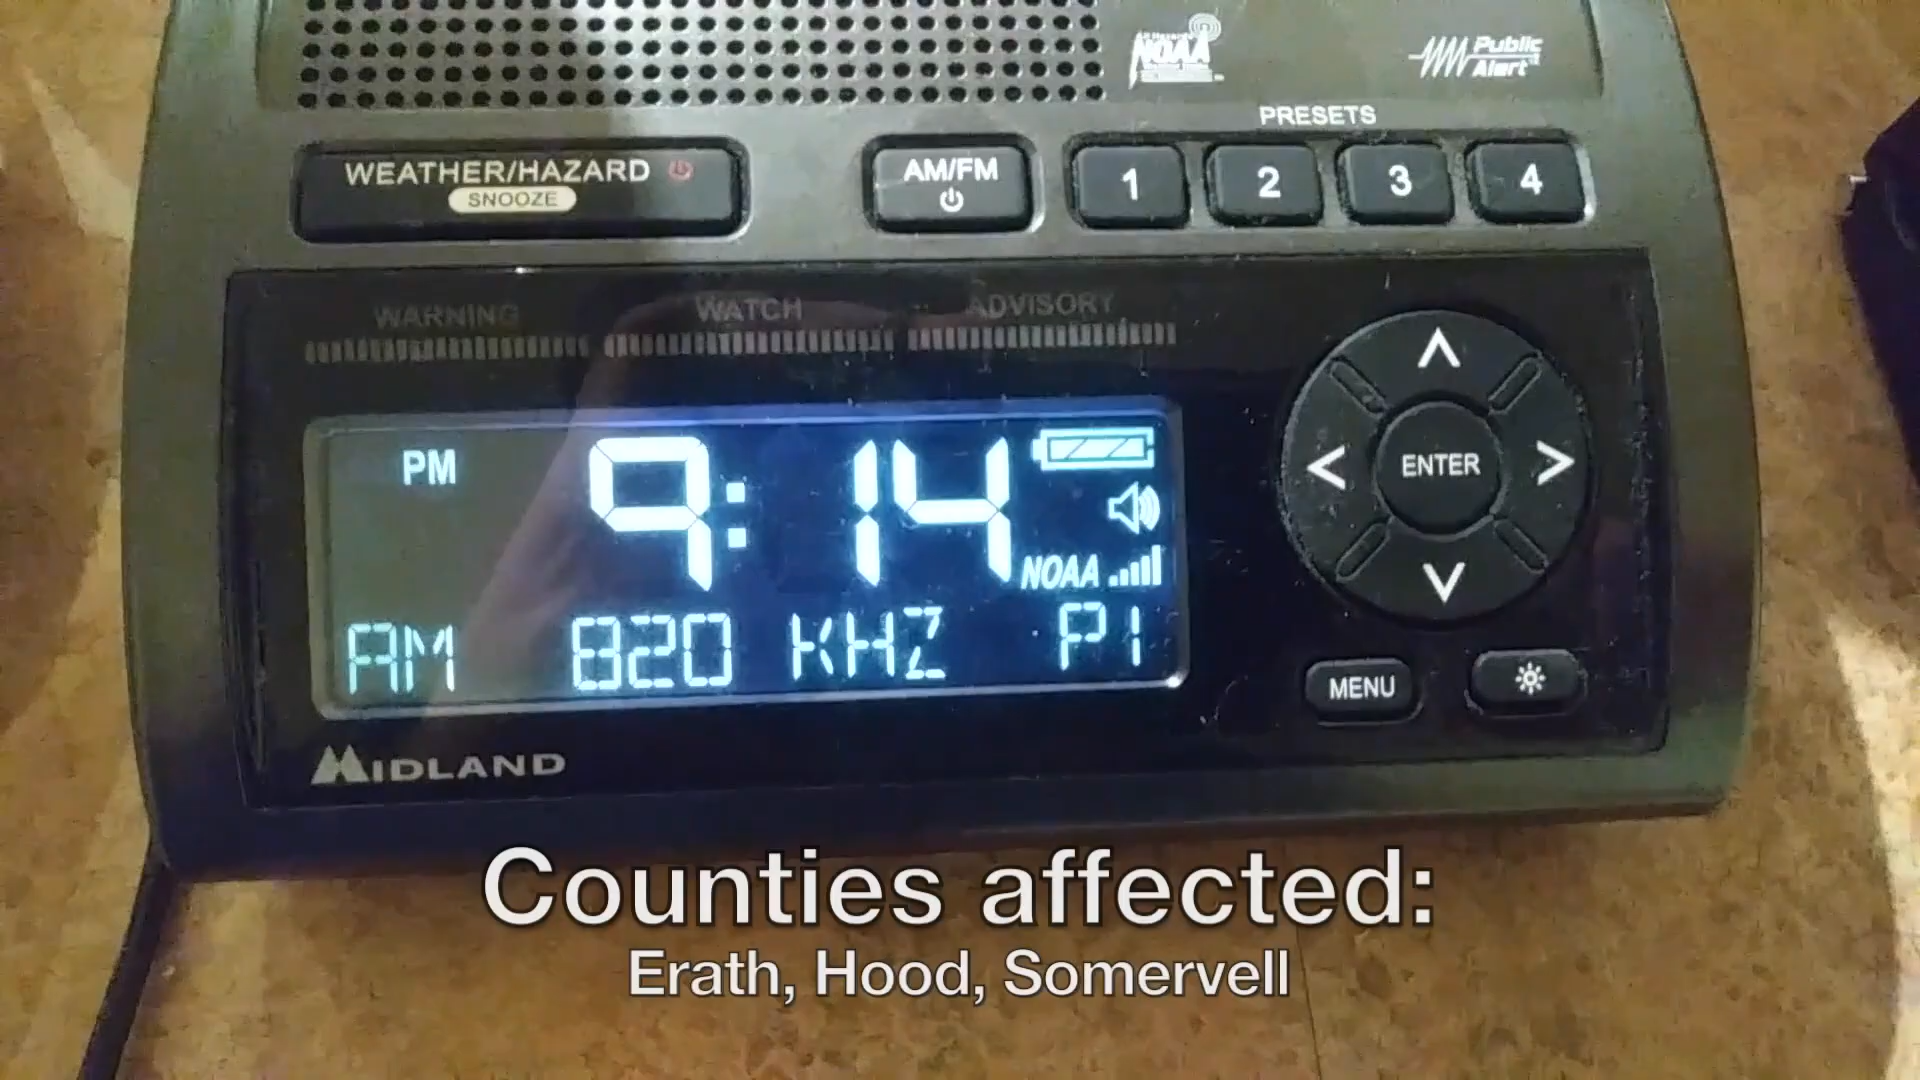 NOAA
Public
Alert
PRESETS
WEATHER/HAZARD
SNOOZE
AM/FM
1
2
3
4
WARNING
WATCH
ADVISORY
PM
9:14
NOAA
AM 820 KHZ P1
ENTER
MENU
MIDLAND
Counties affected:
Erath, Hood, Somervell